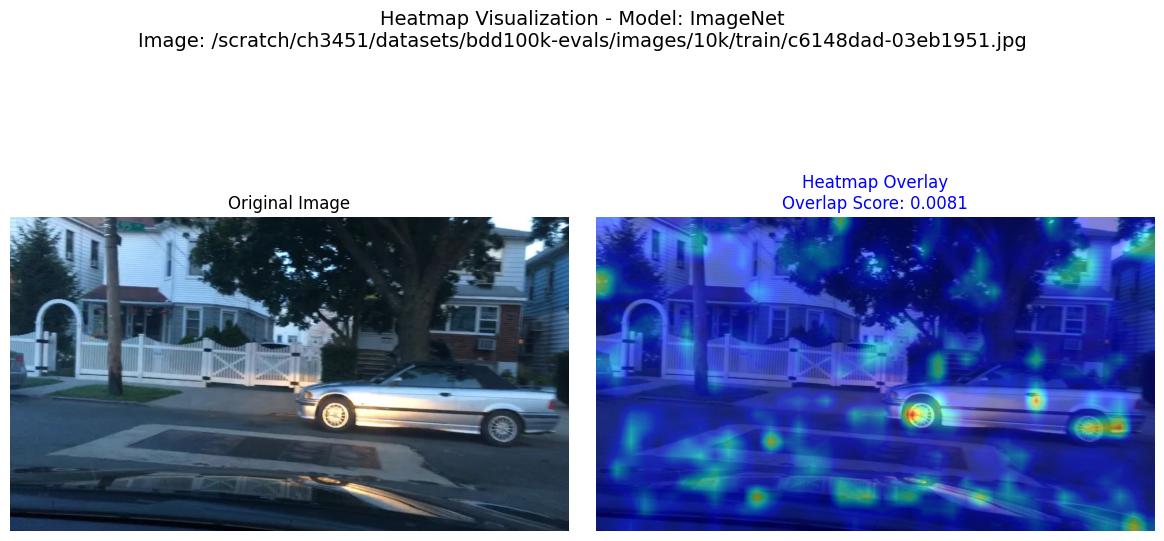 Heatmap Visualization - Model: ImageNet
Image: /scratch/ch3451/datasets/bdd100k-evals/images/10k/train/c6148dad-03eb1951.jpg
Original Image
Heatmap Overlay
Overlap Score: 0.0081